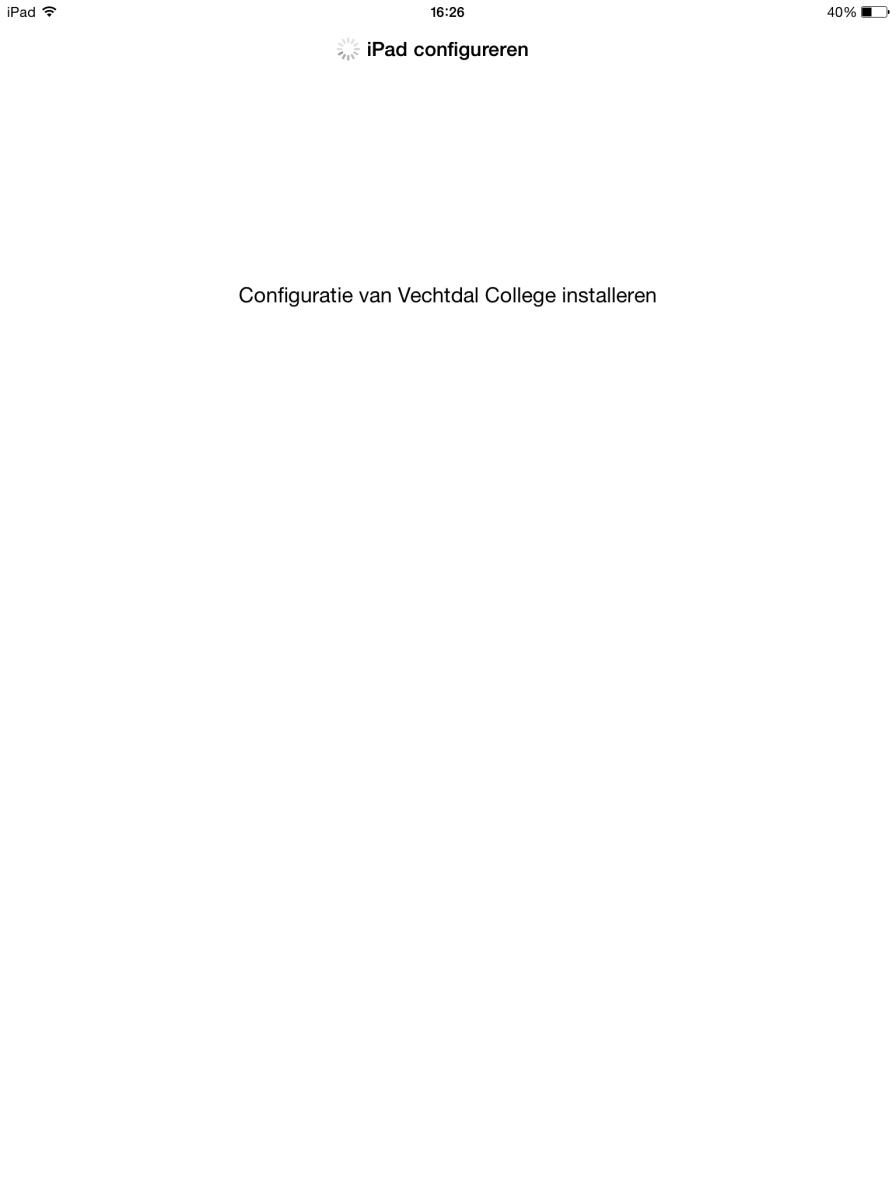 iPad 16:26 40%
iPad configureren
Configuratie van Vechtdal College installeren